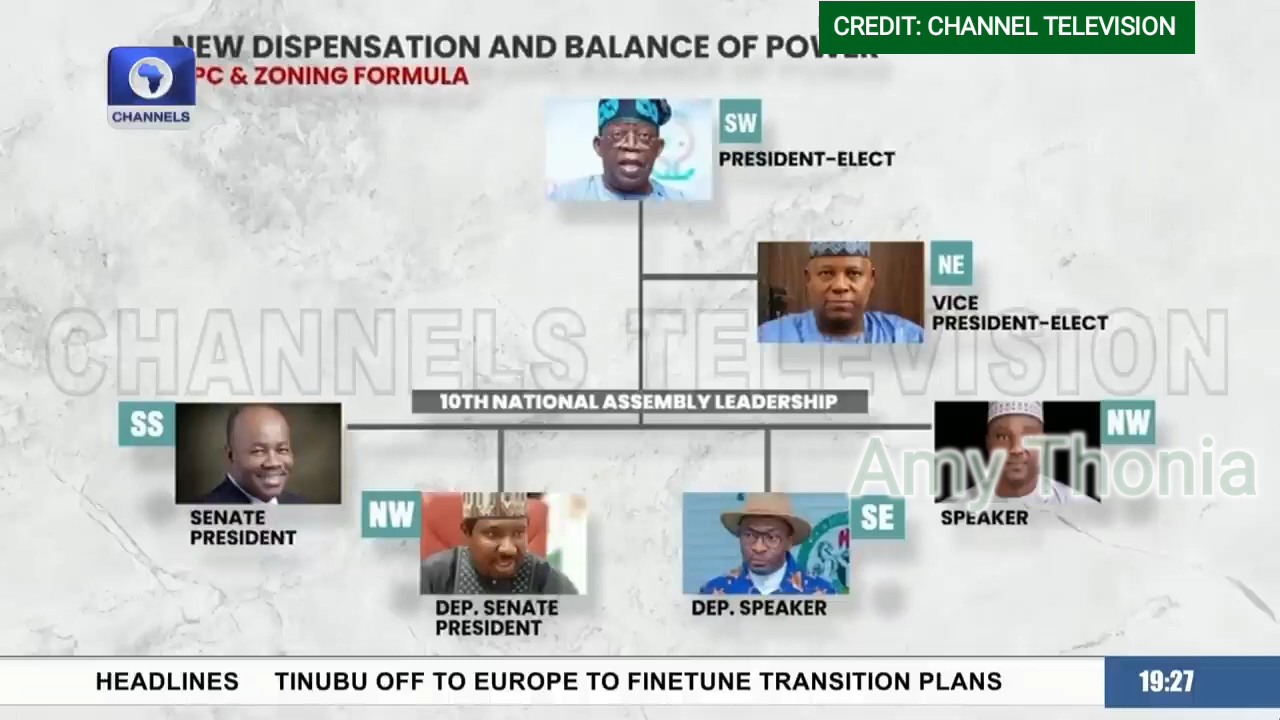 CREDIT: CHANNEL TELEVISION
NEW DISPENSATION AND BALANCE OF POWER
PC & ZONING FORMULA
CHANNELS
SW
PRESIDENT-ELECT
NE
VICE
PRESIDENT-ELECT
CHANNELS TELEVISION
10TH NATIONAL ASSEMBLY LEADERSHIP
SS
SENATE
PRESIDENT
NW
DEP. SENATE
PRESIDENT
SE
DEP. SPEAKER
NW
SPEAKER
Amy Thonia
HEADLINES TINUBU OFF TO EUROPE TO FINETUNE TRANSITION PLANS
19:27